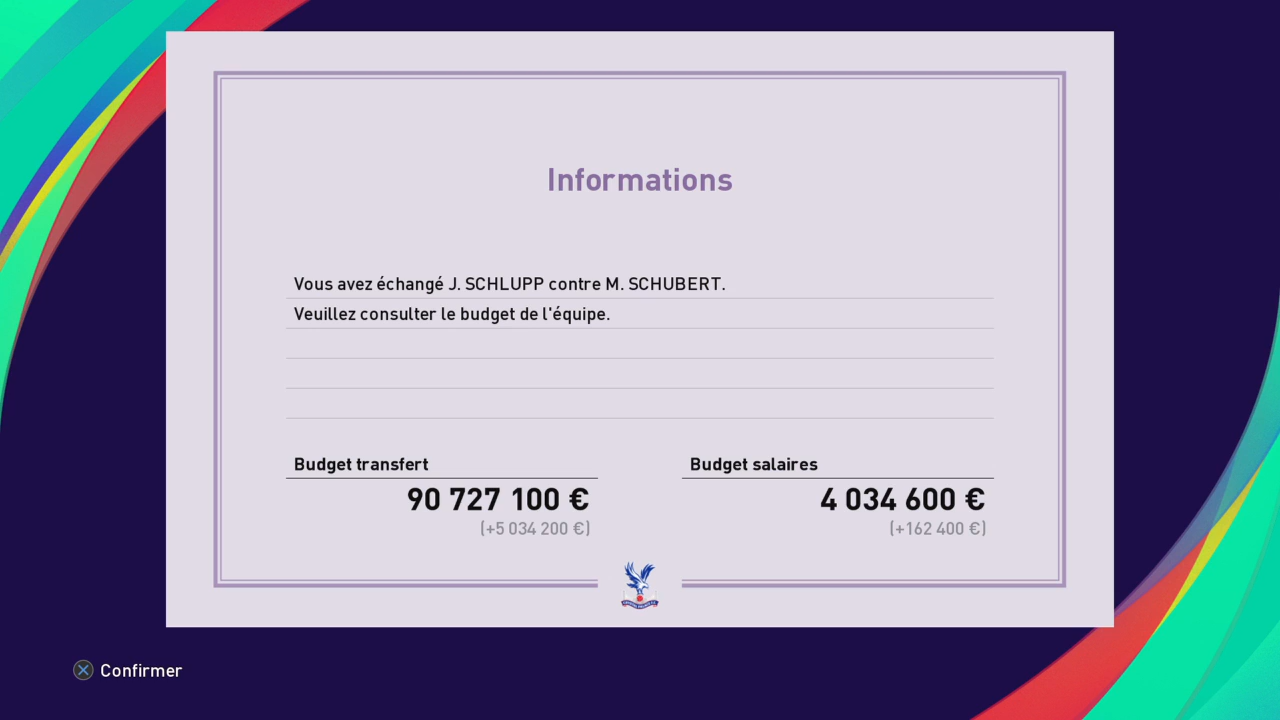 Informations
Vous avez échangé J. SCHLUPP contre M. SCHUBERT.
Veuillez consulter le budget de l'équipe.
Budget transfert
90 727 100 €
(+5 034 200 €)
Budget salaires
4 034 600 €
(+162 400 €)
Confirmer